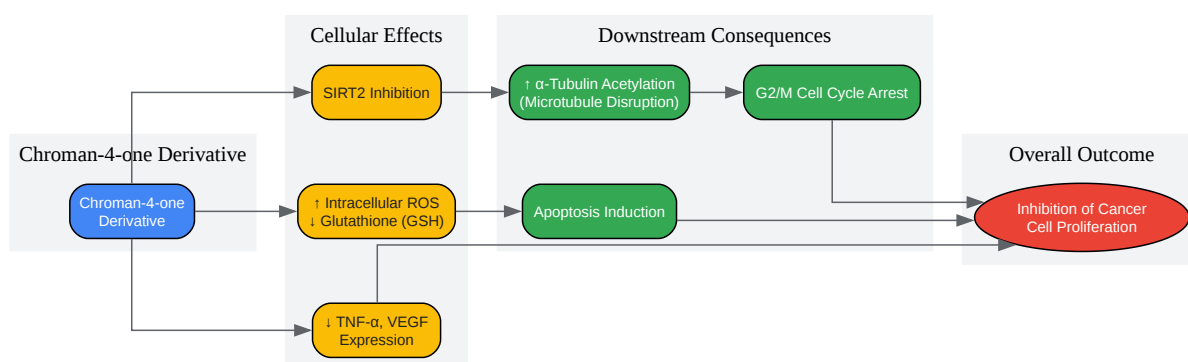 Cellular Effects
Downstream Consequences
SIRT2 Inhibition
↑ α-Tubulin Acetylation
(Microtubule Disruption)
G2/M Cell Cycle Arrest
Chroman-4-one Derivative
Overall Outcome
Chroman-4-one
Derivative
↑ Intracellular ROS
↓ Glutathione (GSH)
Apoptosis Induction
Inhibition of Cancer
Cell Proliferation
↓ TNF-α, VEGF
Expression